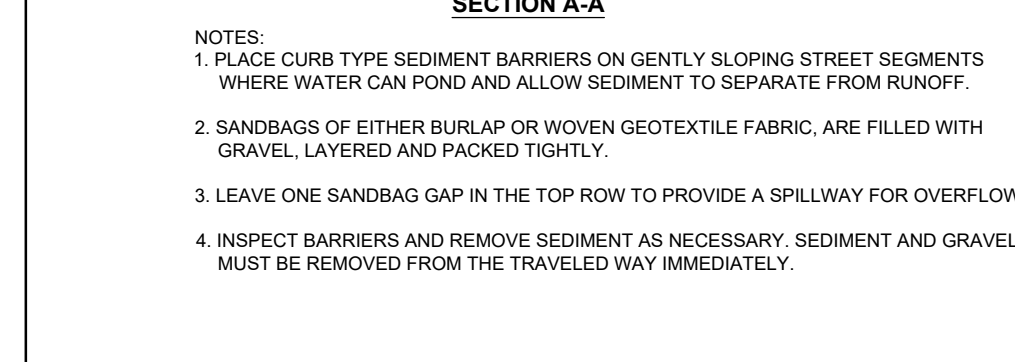 SECTION A-A
NOTES:
1. PLACE CURB TYPE SEDIMENT BARRIERS ON GENTLY SLOPING STREET SEGMENTS
WHERE WATER CAN POND AND ALLOW SEDIMENT TO SEPARATE FROM RUNOFF.
2. SANDBAGS OF EITHER BURLAP OR WOVEN GEOTEXTILE FABRIC, ARE FILLED WITH
GRAVEL, LAYERED AND PACKED TIGHTLY.
3. LEAVE ONE SANDBAG GAP IN THE TOP ROW TO PROVIDE A SPILLWAY FOR OVERFLOW
4. INSPECT BARRIERS AND REMOVE SEDIMENT AS NECESSARY. SEDIMENT AND GRAVEL
MUST BE REMOVED FROM THE TRAVELED WAY IMMEDIATELY.